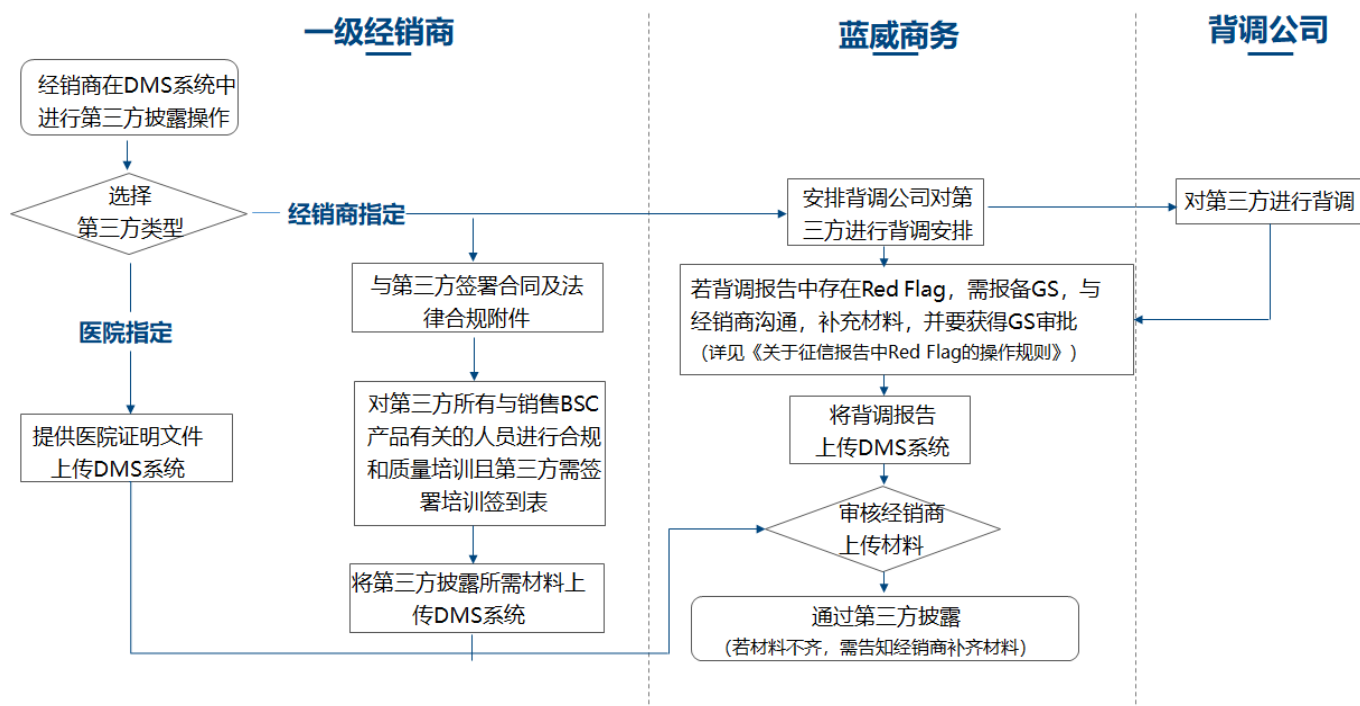 一级经销商
蓝威商务
背调公司
经销商在DMS系统中
进行第三方披露操作
选择
第三方类型
经销商指定
安排背调公司对第
三方进行背调安排
对第三方进行背调
与第三方签署合同及法
律合规附件
若背调报告中存在Red Flag，需报备GS，与
经销商沟通，补充材料，并要获得GS审批
（详见《关于征信报告中Red Flag的操作规则》）
医院指定
对第三方所有与销售BSC
产品有关的人员进行合规
和质量培训且第三方需签
署培训签到表
将背调报告
上传DMS系统
提供医院证明文件
上传DMS系统
审核经销商
上传材料
将第三方披露所需材料上
传DMS系统
通过第三方披露
（若材料不齐，需告知经销商补齐材料）